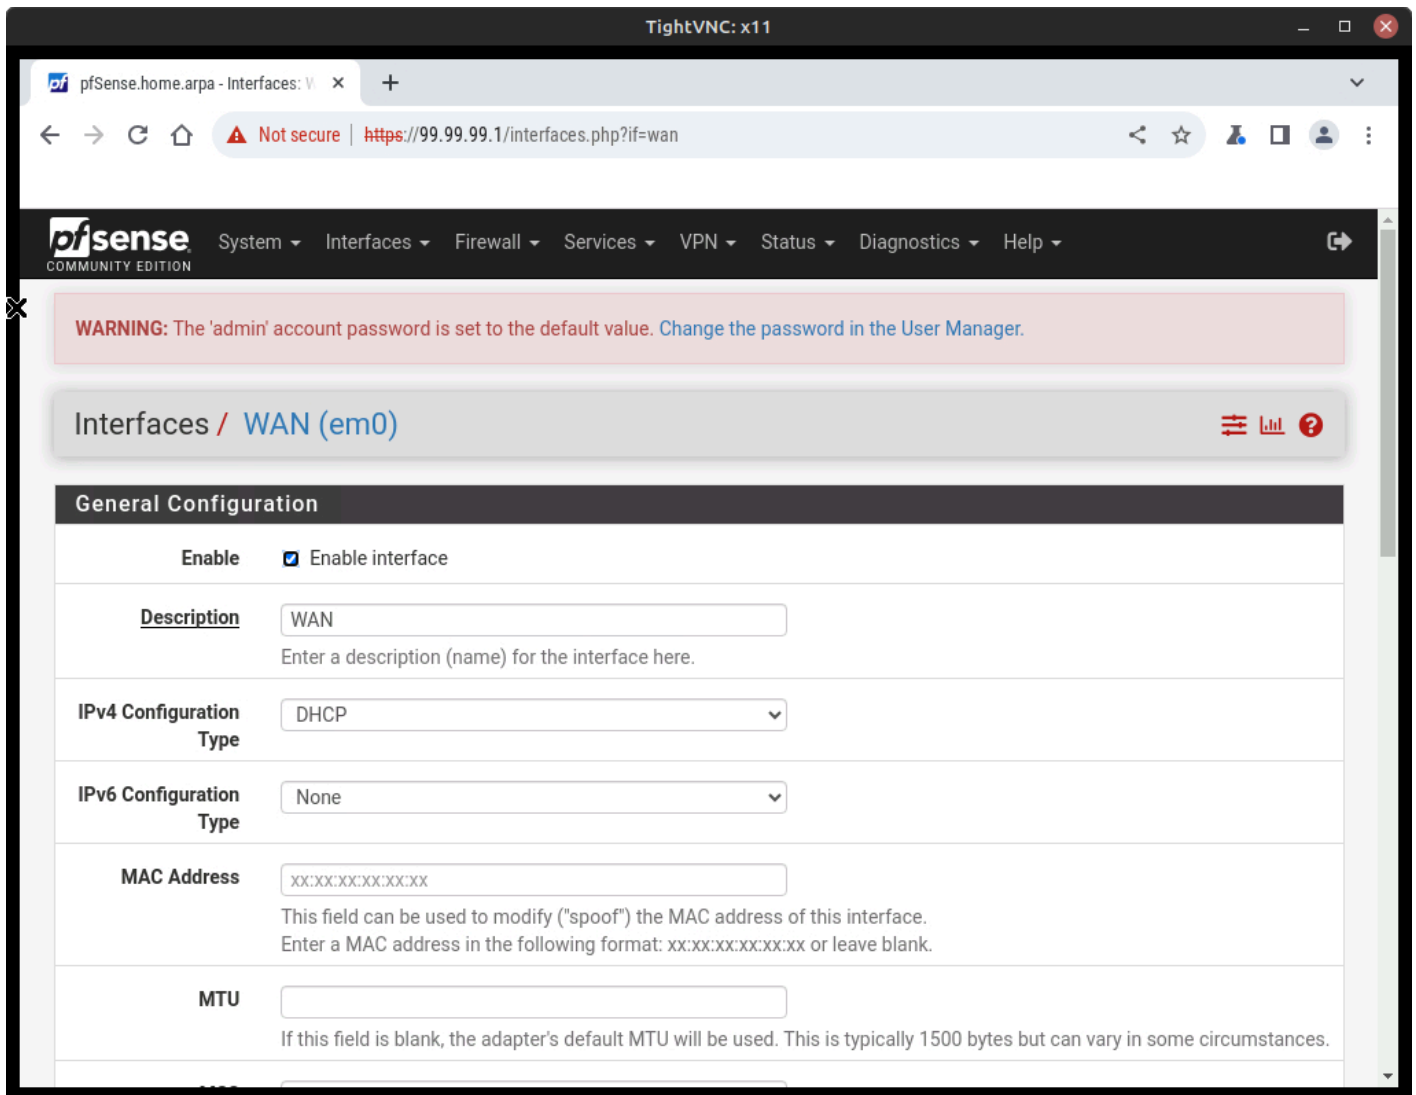 TightVNC: x11
pfSense.home.arpa - Interfaces: W
Not secure | https://99.99.99.1/interfaces.php?if=wan
pfsense
COMMUNITY EDITION
System Interfaces Firewall Services VPN Status Diagnostics Help
WARNING: The 'admin' account password is set to the default value. Change the password in the User Manager.
Interfaces / WAN (em0)
General Configuration
Enable Enable interface
Description WAN
Enter a description (name) for the interface here.
IPv4 Configuration Type DHCP
IPv6 Configuration Type None
MAC Address xx:xx:xx:xx:xx:xx
This field can be used to modify ("spoof") the MAC address of this interface.
Enter a MAC address in the following format: xx:xx:xx:xx:xx:xx or leave blank.
MTU
If this field is blank, the adapter's default MTU will be used. This is typically 1500 bytes but can vary in some circumstances.